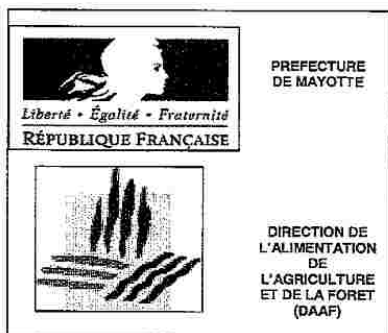 PREFECTURE
DE MAYOTTE
Liberté • Égalité • Fraternité
RÉPUBLIQUE FRANÇAISE
DIRECTION DE
L'ALIMENTATION
DE
L'AGRICULTURE
ET DE LA FORET
(DAAF)